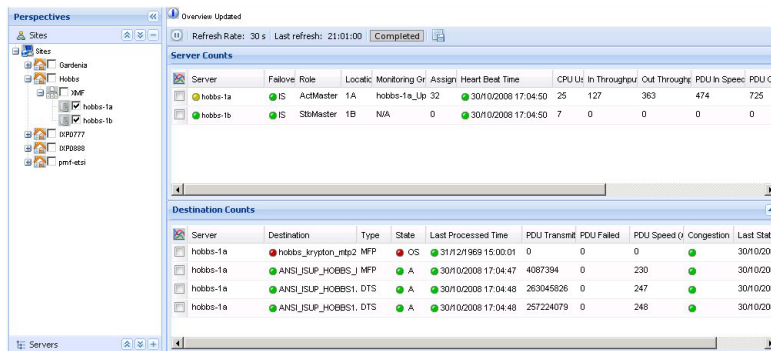 Perspectives
Sites
Sites
Gardenia
Hobbs
XMF
hobbs-1a
hobbs-1b
IXP0777
IXP0888
pmf-etsi
Servers
Overview Updated
Refresh Rate: 30 s Last refresh: 21:01:00 Completed
Server Counts
Server Failove Role Locatic Monitoring Gr Assign Heart Beat Time CPU Us In Throughpu Out Throughp PDU In Speed PDU O
hobbs-1a IS ActMaster 1A hobbs-1a_Up 32 30/10/2008 17:04:50 25 127 363 474 725
hobbs-1b IS StbMaster 1B N/A 0 30/10/2008 17:04:50 7 0 0 0 0
Destination Counts
Server Destination Type State Last Processed Time PDU Transmit PDU Failed PDU Speed (/ Congestion Last Stat
hobbs-1a hobbs_krypton_mtp2 MFP OS 31/12/1969 15:00:01 0 0 0 30/10/20
hobbs-1a ANSI_ISUP_HOBBS_I MFP A 30/10/2008 17:04:47 4087394 0 230 30/10/20
hobbs-1a ANSI_ISUP_HOBBS1. DTS A 30/10/2008 17:04:48 263045826 0 247 30/10/20
hobbs-1a ANSI_ISUP_HOBBS1. DTS A 30/10/2008 17:04:48 257224079 0 248 30/10/20